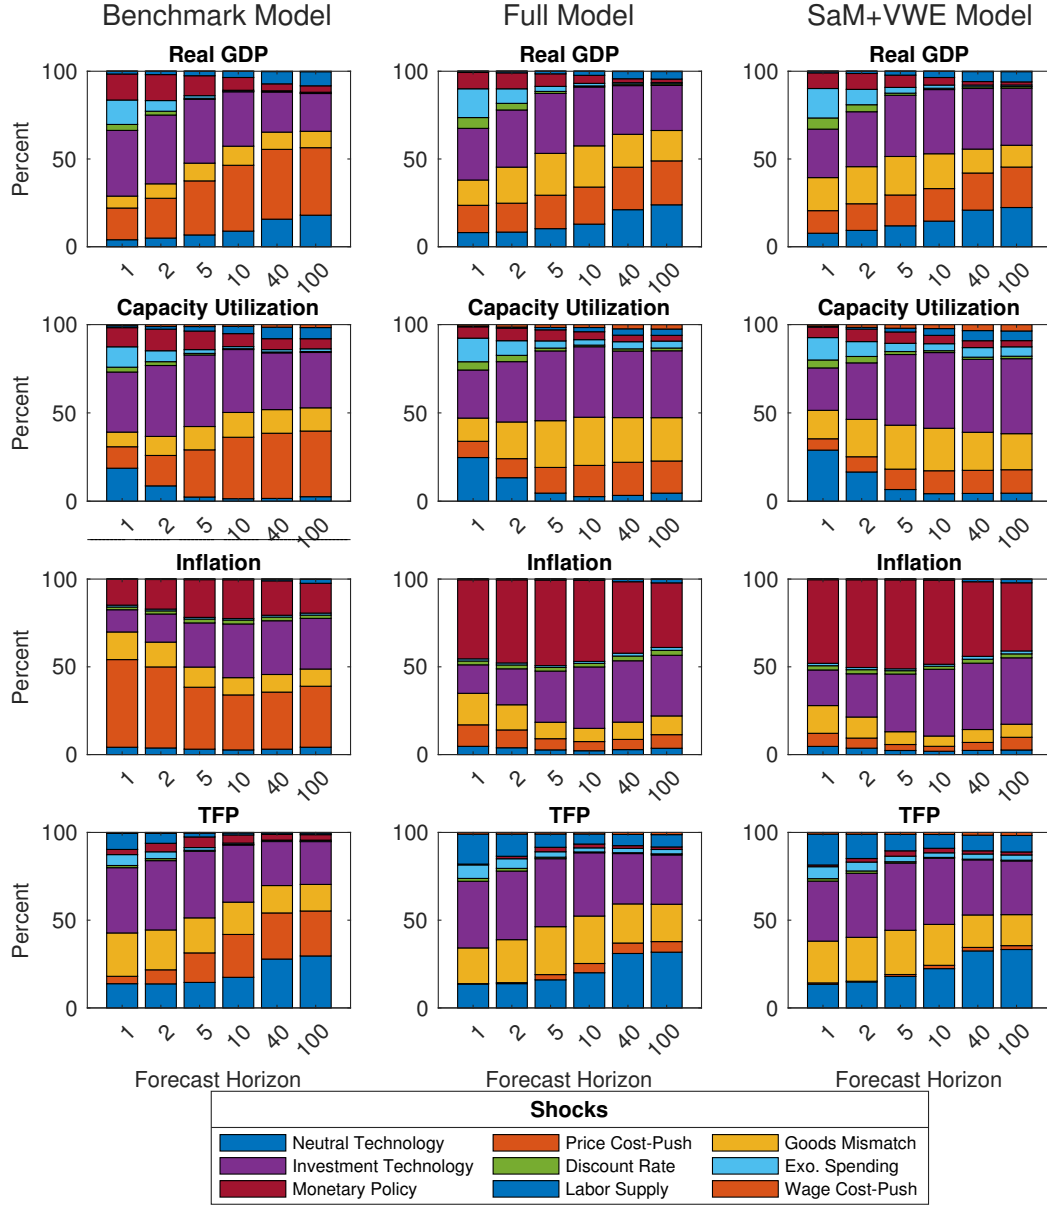 Benchmark Model Full Model SaM+VWE Model
Real GDP Real GDP Real GDP
100 100 100
Percent
50 50 50
0 0 0
1 2 5 10 40 100 1 2 5 10 40 100 1 2 5 10 40 100
Capacity Utilization Capacity Utilization Capacity Utilization
100 100 100
Percent
50 50 50
0 0 0
1 2 5 10 40 100 1 2 5 10 40 100 1 2 5 10 40 100
Inflation Inflation Inflation
100 100 100
Percent
50 50 50
0 0 0
1 2 5 10 40 100 1 2 5 10 40 100 1 2 5 10 40 100
TFP TFP TFP
100 100 100
Percent
50 50 50
0 0 0
1 2 5 10 40 100 1 2 5 10 40 100 1 2 5 10 40 100
Forecast Horizon Forecast Horizon Forecast Horizon
Shocks
Neutral Technology Price Cost-Push Goods Mismatch
Investment Technology Discount Rate Exo. Spending
Monetary Policy Labor Supply Wage Cost-Push